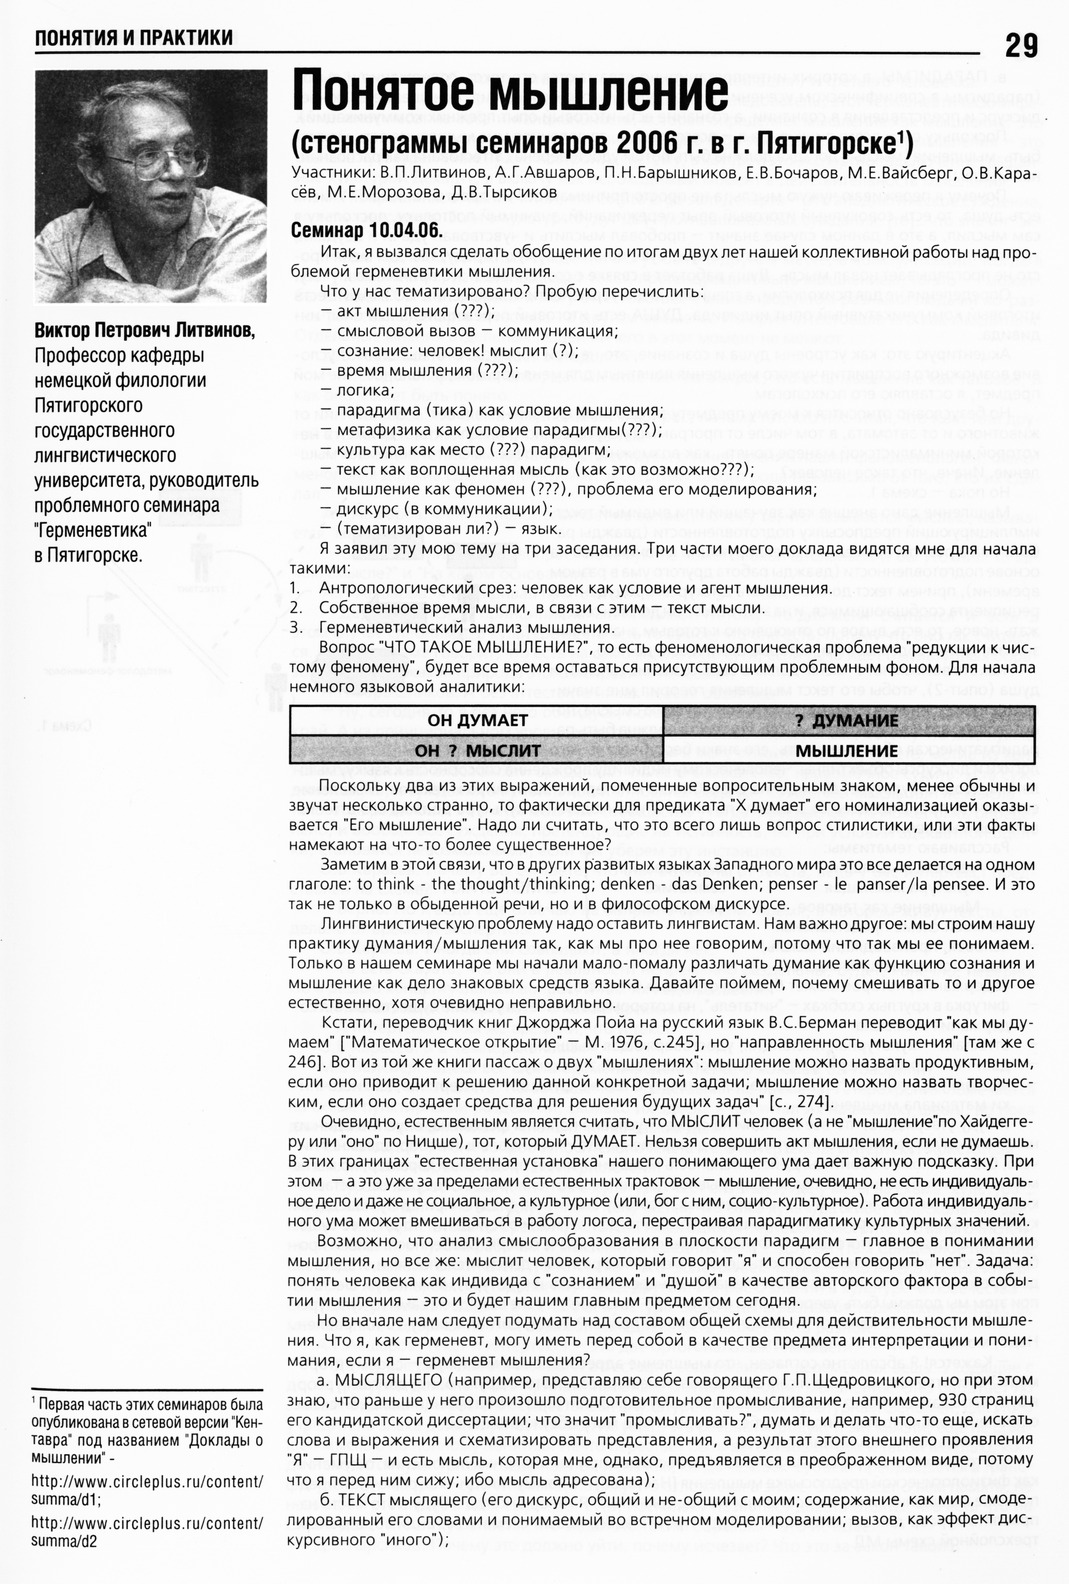 ПОНЯТИЯ И ПРАКТИКИ
29
Понятое мышление
(стенограммы семинаров 2006 г. в г. Пятигорске¹)
Участники: В.П.Литвинов, А.Г.Авшаров, П.Н.Барышников, Е.В.Бочаров, М.Е.Вайсберг, О.В.Кара-
сёв, М.Е.Морозова, Д.В.Тырсиков
Виктор Петрович Литвинов,
Профессор кафедры
немецкой филологии
Пятигорского
государственного
лингвистического
университета, руководитель
проблемного семинара
"Герменевтика"
в Пятигорске.
Семинар 10.04.06.
Итак, я вызвался сделать обобщение по итогам двух лет нашей коллективной работы над про-
блемой герменевтики мышления.
Что у нас тематизировано? Пробую перечислить:
– акт мышления (???);
– смысловой вызов – коммуникация;
– сознание: человек! мыслит (?);
– время мышления (???);
– логика;
– парадигма (тика) как условие мышления;
– метафизика как условие парадигмы(???);
– культура как место (???) парадигм;
– текст как воплощенная мысль (как это возможно???);
– мышление как феномен (???), проблема его моделирования;
– дискурс (в коммуникации);
– (тематизирован ли?) – язык.
Я заявил эту мою тему на три заседания. Три части моего доклада видятся мне для начала
такими:
1. Антропологический срез: человек как условие и агент мышления.
2. Собственное время мысли, в связи с этим – текст мысли.
3. Герменевтический анализ мышления.
Вопрос "ЧТО ТАКОЕ МЫШЛЕНИЕ?", то есть феноменологическая проблема "редукции к чис-
тому феномену", будет все время оставаться присутствующим проблемным фоном. Для начала
немного языковой аналитики:
ОН ДУМАЕТ ? ДУМАНИЕ
ОН ? МЫСЛИТ МЫШЛЕНИЕ
Поскольку два из этих выражений, помеченные вопросительным знаком, менее обычны и
звучат несколько странно, то фактически для предиката "Х думает" его номинализацией оказы-
вается "Его мышление". Надо ли считать, что это всего лишь вопрос стилистики, или эти факты
намекают на что-то более существенное?
Заметим в этой связи, что в других развитых языках Западного мира это все делается на одном
глаголе: to think - the thought/thinking; denken - das Denken; penser - le panser/la pensee. И это
так не только в обыденной речи, но и в философском дискурсе.
Лингвинистическую проблему надо оставить лингвистам. Нам важно другое: мы строим нашу
практику думания/мышления так, как мы про нее говорим, потому что так мы ее понимаем.
Только в нашем семинаре мы начали мало-помалу различать думание как функцию сознания и
мышление как дело знаковых средств языка. Давайте поймем, почему смешивать то и другое
естественно, хотя очевидно неправильно.
Кстати, переводчик книг Джорджа Пойа на русский язык В.С.Берман переводит "как мы ду-
маем" ["Математическое открытие" – М. 1976, с.245], но "направленность мышления" [там же с
246]. Вот из той же книги пассаж о двух "мышлениях": мышление можно назвать продуктивным,
если оно приводит к решению данной конкретной задачи; мышление можно назвать творчес-
ким, если оно создает средства для решения будущих задач" [с., 274].
Очевидно, естественным является считать, что МЫСЛИТ человек (а не "мышление"по Хайдегге-
ру или "оно" по Ницше), тот, который ДУМАЕТ. Нельзя совершить акт мышления, если не думаешь.
В этих границах "естественная установка" нашего понимающего ума дает важную подсказку. При
этом – а это уже за пределами естественных трактовок – мышление, очевидно, не есть индивидуаль-
ное дело и даже не социальное, а культурное (или, бог с ним, социо-культурное). Работа индивидуаль-
ного ума может вмешиваться в работу логоса, перестраивая парадигматику культурных значений.
Возможно, что анализ смыслообразования в плоскости парадигм – главное в понимании
мышления, но все же: мыслит человек, который говорит "я" и способен говорить "нет". Задача:
понять человека как индивида с "сознанием" и "душой" в качестве авторского фактора в собы-
тии мышления – это и будет нашим главным предметом сегодня.
Но вначале нам следует подумать над составом общей схемы для действительности мышле-
ния. Что я, как герменевт, могу иметь перед собой в качестве предмета интерпретации и пони-
мания, если я – герменевт мышления?
а. МЫСЛЯЩЕГО (например, представляю себе говорящего Г.П.Щедровицкого, но при этом
знаю, что раньше у него произошло подготовительное промысливание, например, 930 страниц
его кандидатской диссертации; что значит "промысливать?", думать и делать что-то еще, искать
слова и выражения и схематизировать представления, а результат этого внешнего проявления
"Я" – ГПЩ – и есть мысль, которая мне, однако, предъявляется в преображенном виде, потому
что я перед ним сижу; ибо мысль адресована);
б. ТЕКСТ мыслящего (его дискурс, общий и не-общий с моим; содержание, как мир, смоде-
лированный его словами и понимаемый во встречном моделировании; вызов, как эффект дис-
курсивного "иного");
¹ Первая часть этих семинаров была
опубликована в сетевой версии "Кен-
тавра" под названием "Доклады о
мышлении" -
http://www.circleplus.ru/content/
summa/d1;
http://www.circleplus.ru/content/
summa/d2